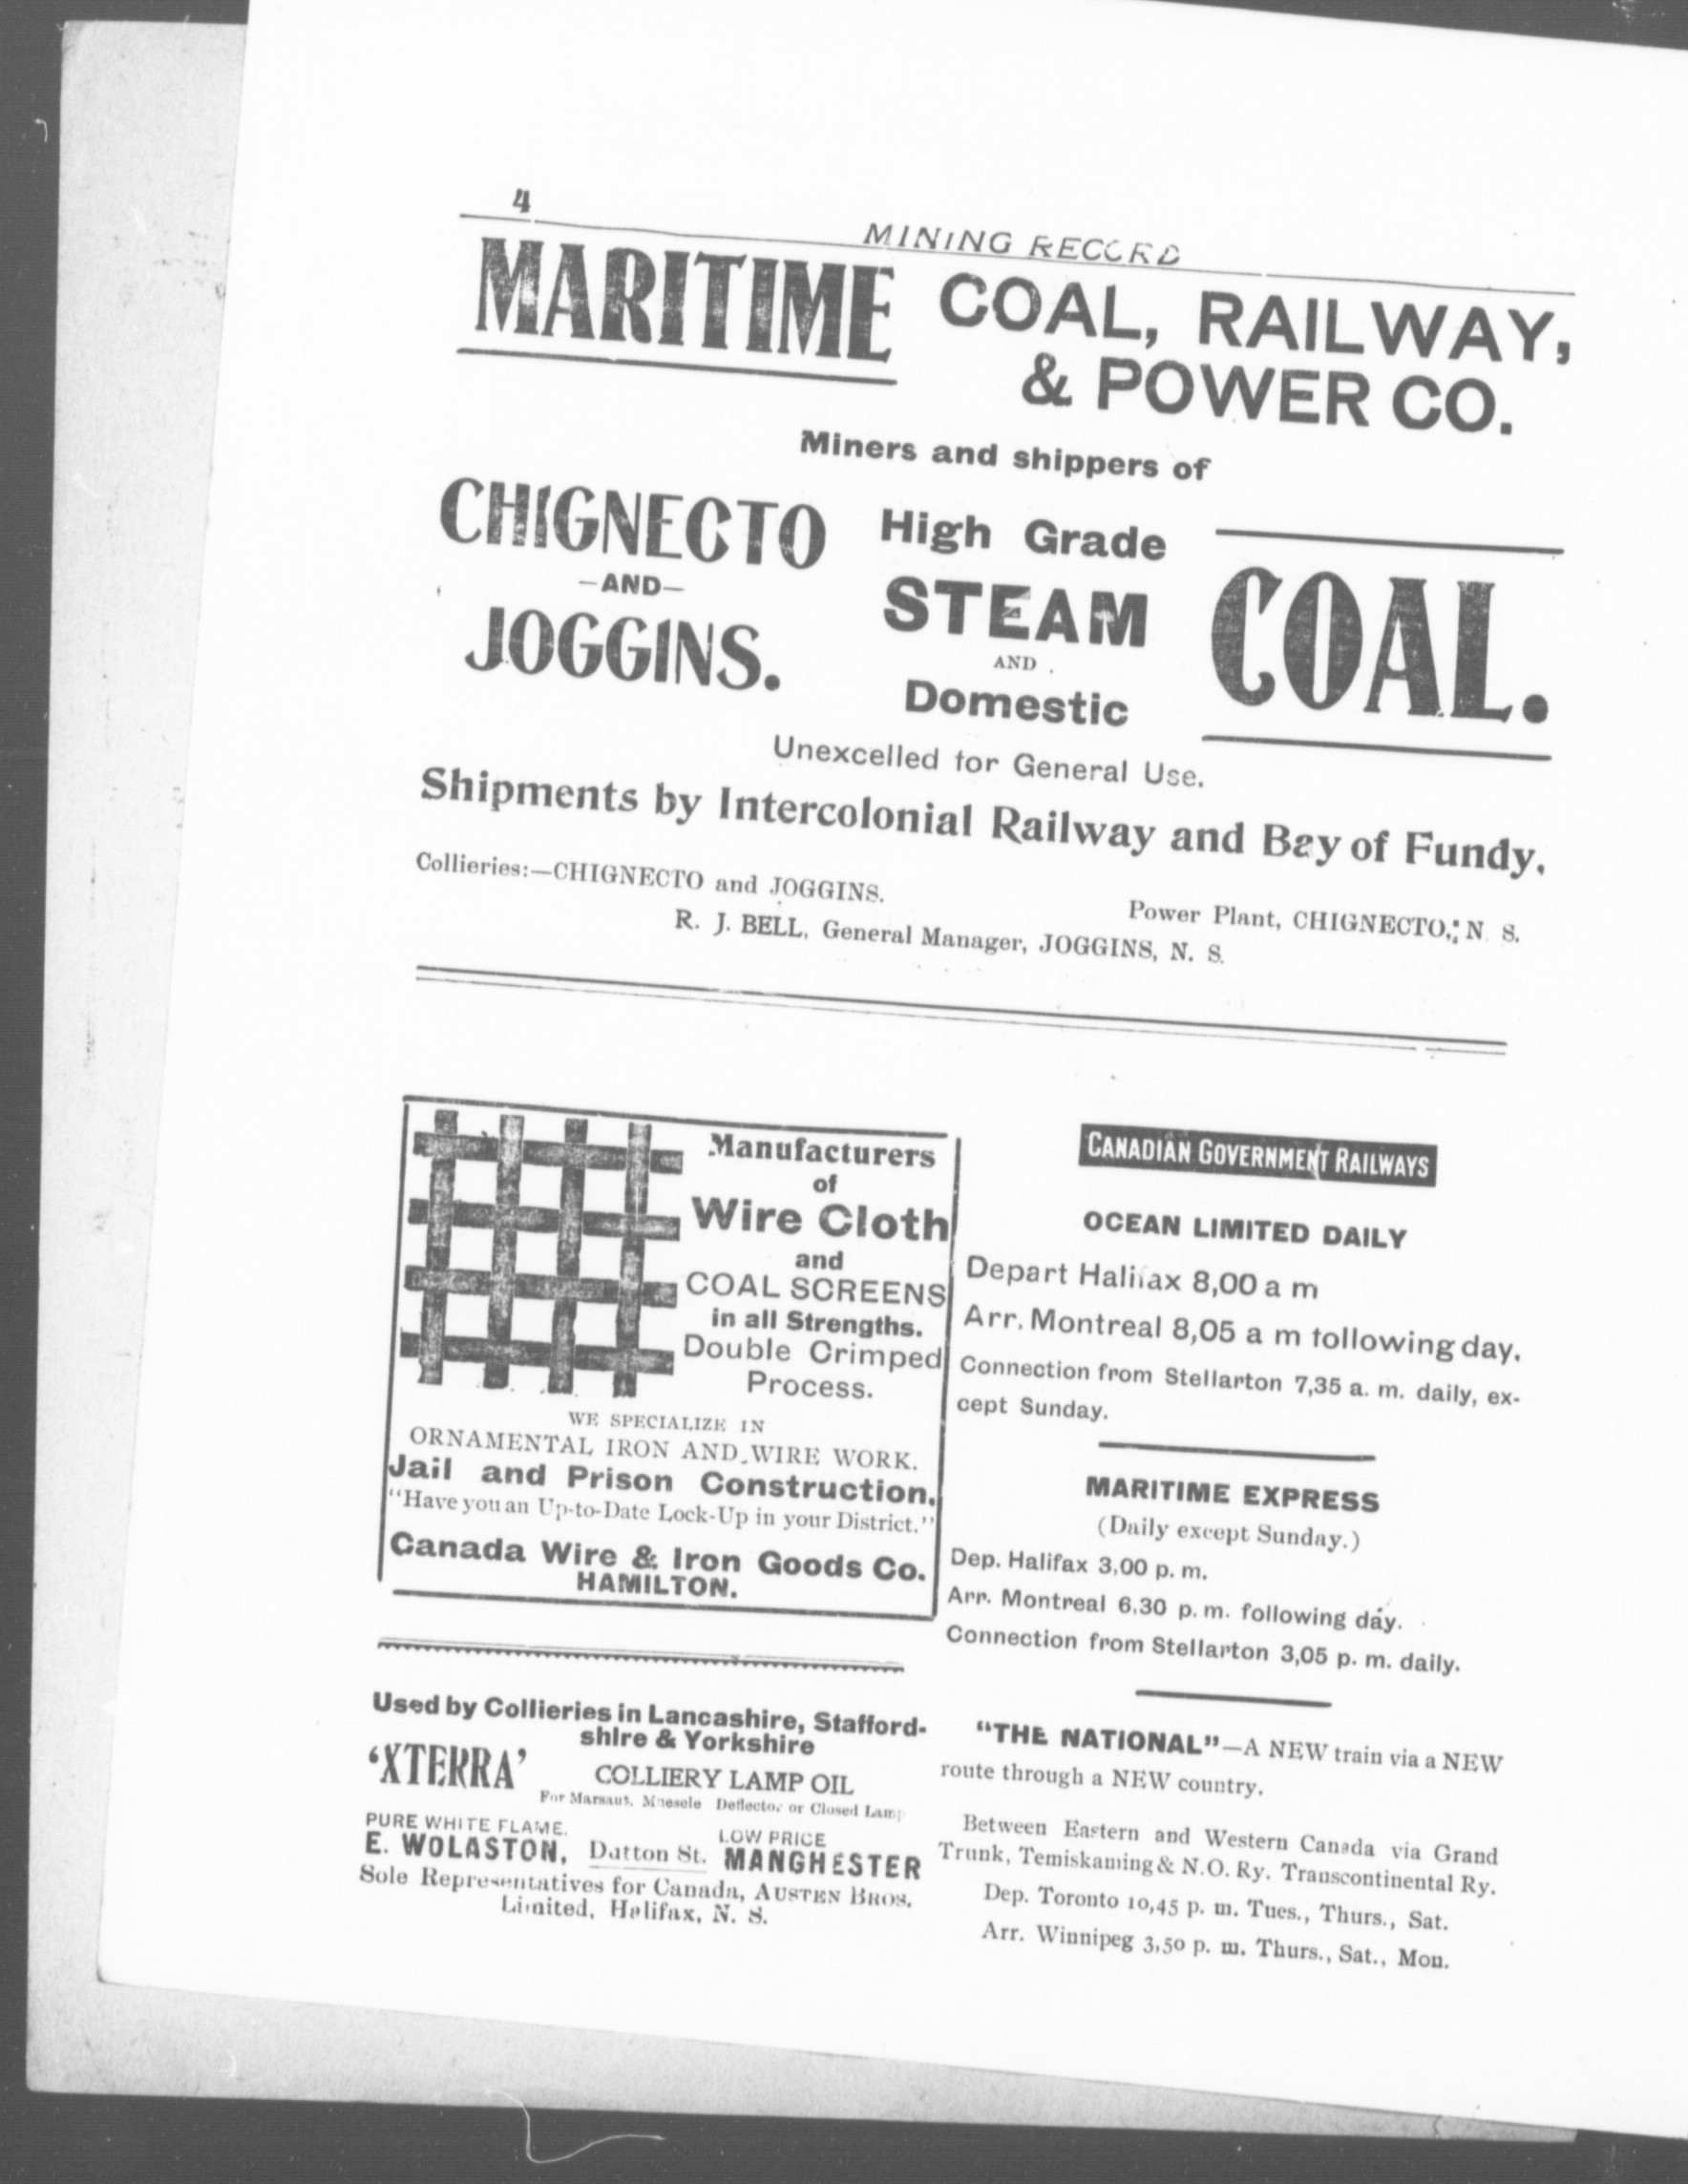 4
MINING RECORD
MARITIME COAL, RAILWAY,
& POWER CO.
Miners and shippers of
CHIGNECTO
—AND—
JOGGINS.
High Grade
STEAM
AND
Domestic
COAL.
Unexcelled for General Use.
Shipments by Intercolonial Railway and Bay of Fundy.
Collieries:—CHIGNECTO and JOGGINS.
Power Plant, CHIGNECTO, N. S.
R. J. BELL, General Manager, JOGGINS, N. S.
Manufacturers
of
Wire Cloth
and
COAL SCREENS
in all Strengths.
Double Crimped
Process.
WE SPECIALIZE IN
ORNAMENTAL IRON AND WIRE WORK.
Jail and Prison Construction.
"Have you an Up-to-Date Lock-Up in your District."
Canada Wire & Iron Goods Co.
HAMILTON.
Used by Collieries in Lancashire, Stafford-
shire & Yorkshire
'XTERRA' COLLIERY LAMP OIL
For Marsaut, Deflector or Closed Lamp
PURE WHITE FLAME. LOW PRICE
E. WOLASTON, Dutton St. MANGHESTER
Sole Representatives for Canada, AUSTEN BROS.
Limited, Halifax, N. S.
CANADIAN GOVERNMENT RAILWAYS
OCEAN LIMITED DAILY
Depart Halifax 8,00 a m
Arr. Montreal 8,05 a m following day.
Connection from Stellarton 7,35 a. m. daily, ex-
cept Sunday.
MARITIME EXPRESS
(Daily except Sunday.)
Dep. Halifax 3,00 p. m.
Arr. Montreal 6.30 p. m. following day.
Connection from Stellarton 3,05 p. m. daily.
"THE NATIONAL"—A NEW train via a NEW
route through a NEW country.
Between Eastern and Western Canada via Grand
Trunk, Temiskaming & N.O. Ry. Transcontinental Ry.
Dep. Toronto 10,45 p. m. Tues., Thurs., Sat.
Arr. Winnipeg 3,50 p. m. Thurs., Sat., Mon.